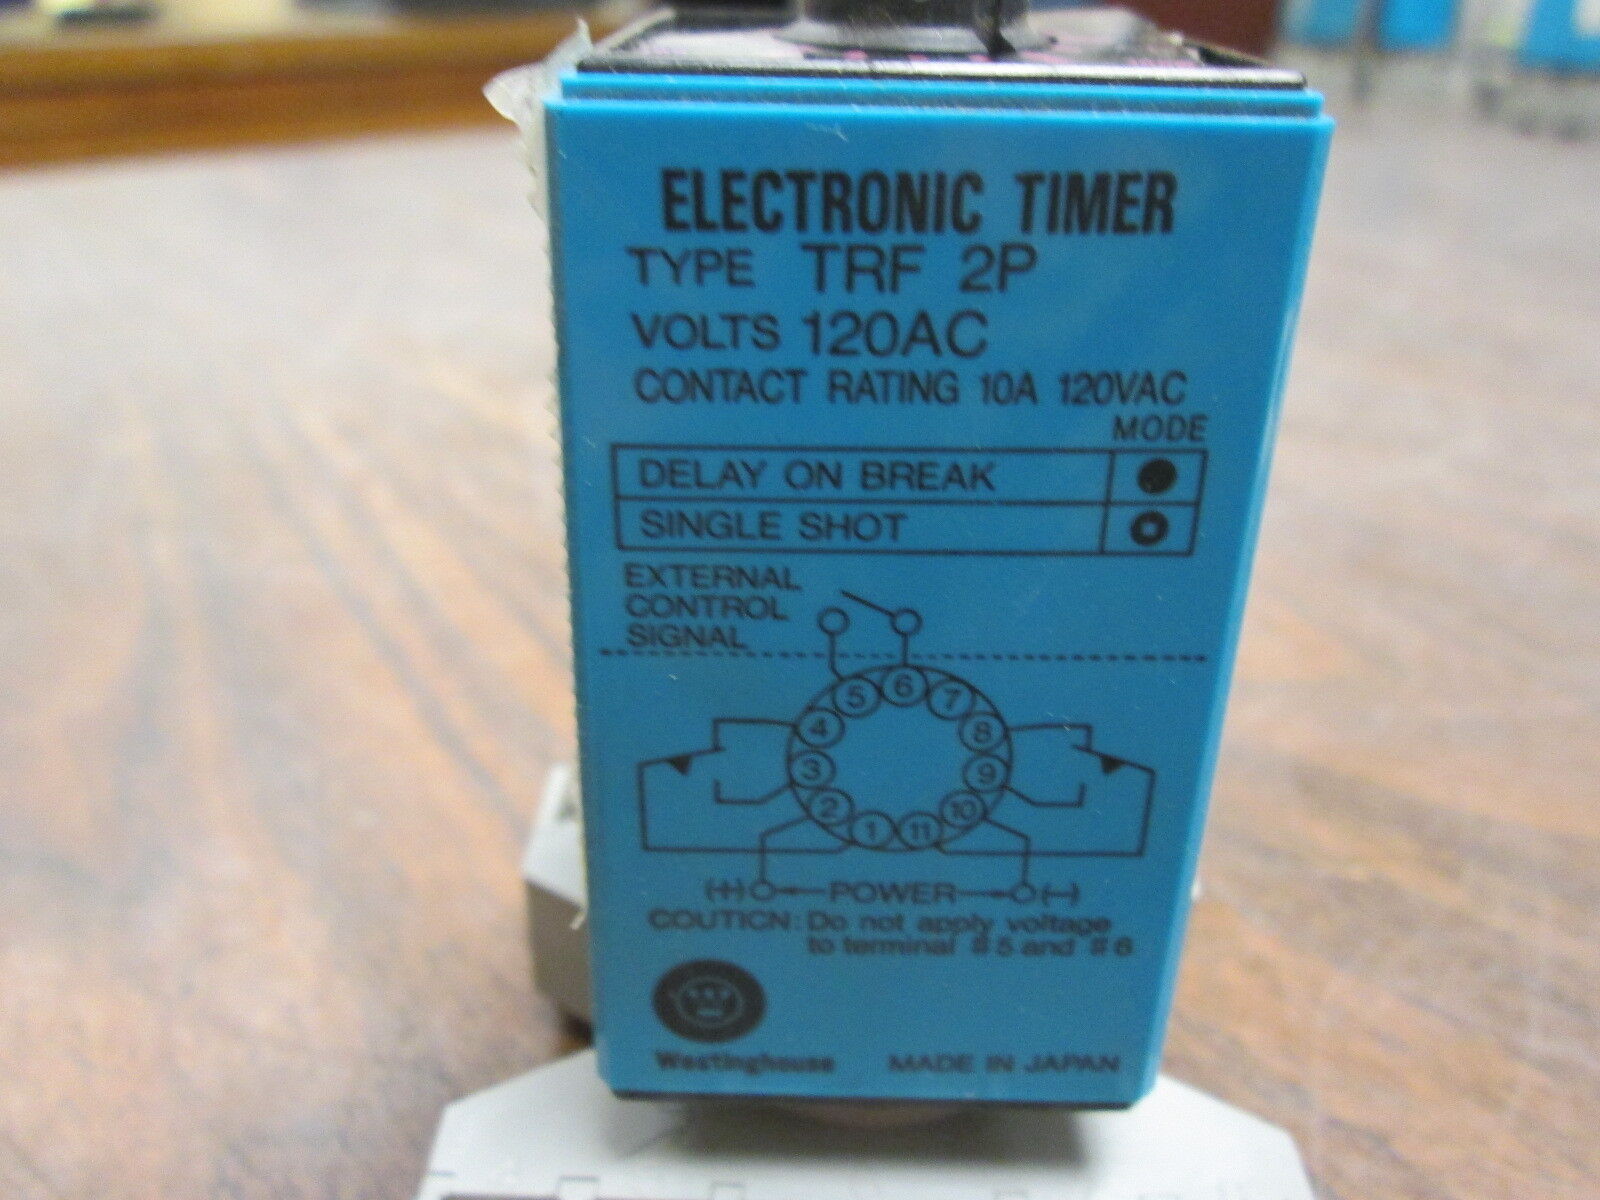 ELECTRONIC TIMER
TYPE TRF 2P
VOLTS 120AC
CONTACT RATING 10A 120VAC
MODE
DELAY ON BREAK
SINGLE SHOT
EXTERNAL
CONTROL
SIGNAL
5 6 7
4 8
3 9
2 10
1 11
(+) POWER (−)
COUTICN: Do not apply voltage
to terminal #5 and #6
Westinghouse MADE IN JAPAN